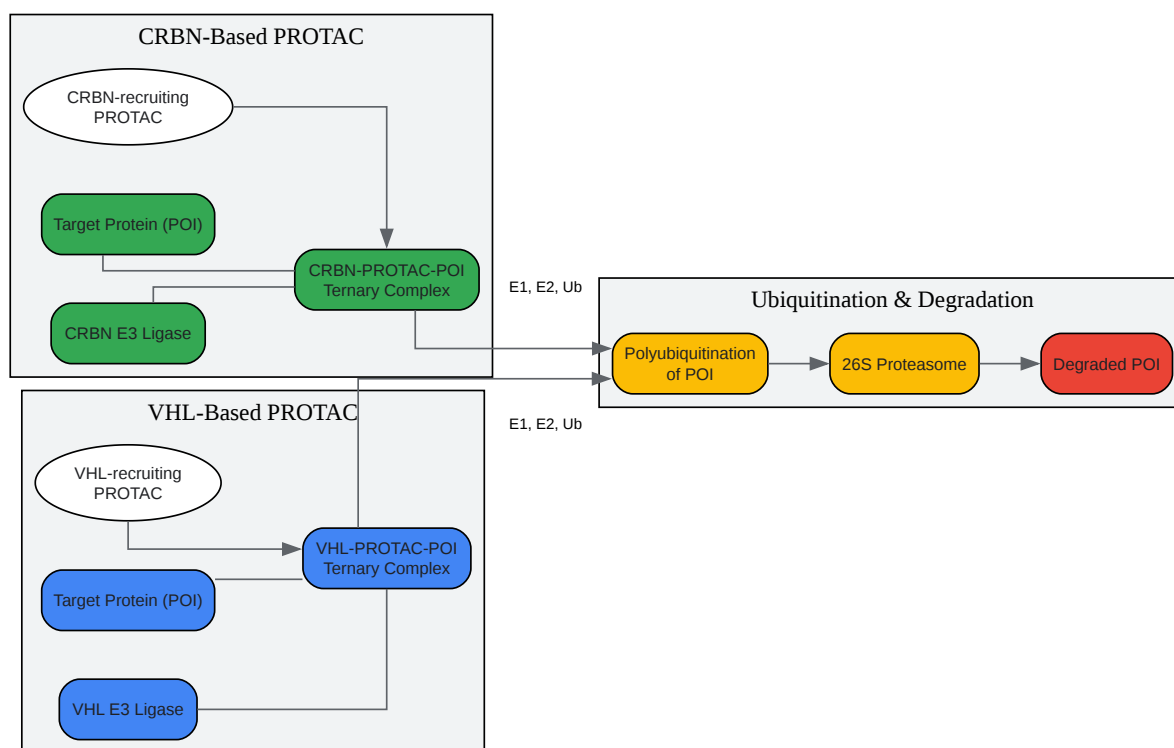 CRBN-Based PROTAC
CRBN-recruiting
PROTAC
Target Protein (POI)
CRBN-PROTAC-POI
Ternary Complex
CRBN E3 Ligase
E1, E2, Ub
Ubiquitination & Degradation
Polyubiquitination
of POI
26S Proteasome
Degraded POI
E1, E2, Ub
VHL-Based PROTAC
VHL-recruiting
PROTAC
VHL-PROTAC-POI
Ternary Complex
Target Protein (POI)
VHL E3 Ligase